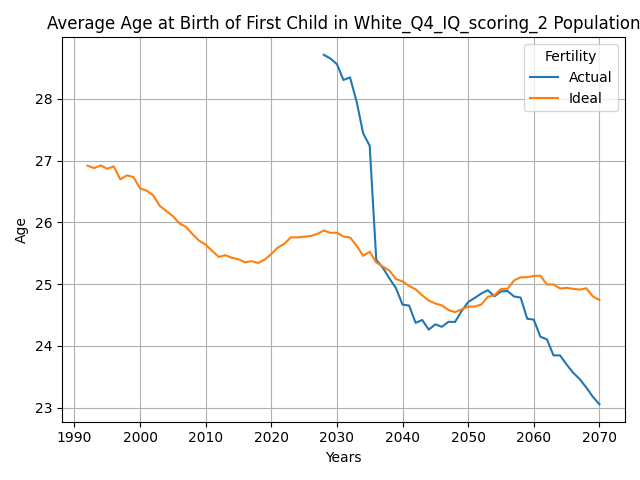 Average Age at Birth of First Child in White_Q4_IQ_scoring_2 Population
Fertility
Actual
Ideal
28
27
26
25
24
23
Age
1990
2000
2010
2020
2030
2040
2050
2060
2070
Years